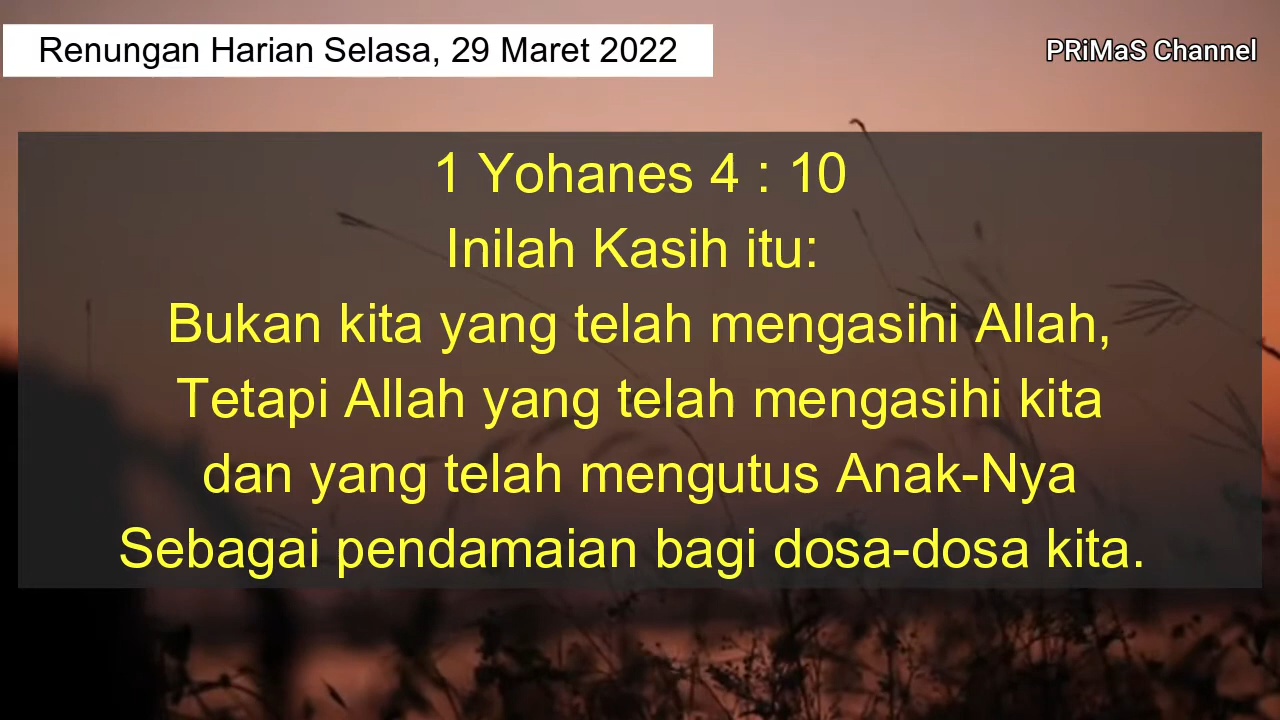 Renungan Harian Selasa, 29 Maret 2022
PRiMaS Channel
1 Yohanes 4 : 10
Inilah Kasih itu:
Bukan kita yang telah mengasihi Allah,
Tetapi Allah yang telah mengasihi kita
dan yang telah mengutus Anak-Nya
Sebagai pendamaian bagi dosa-dosa kita.